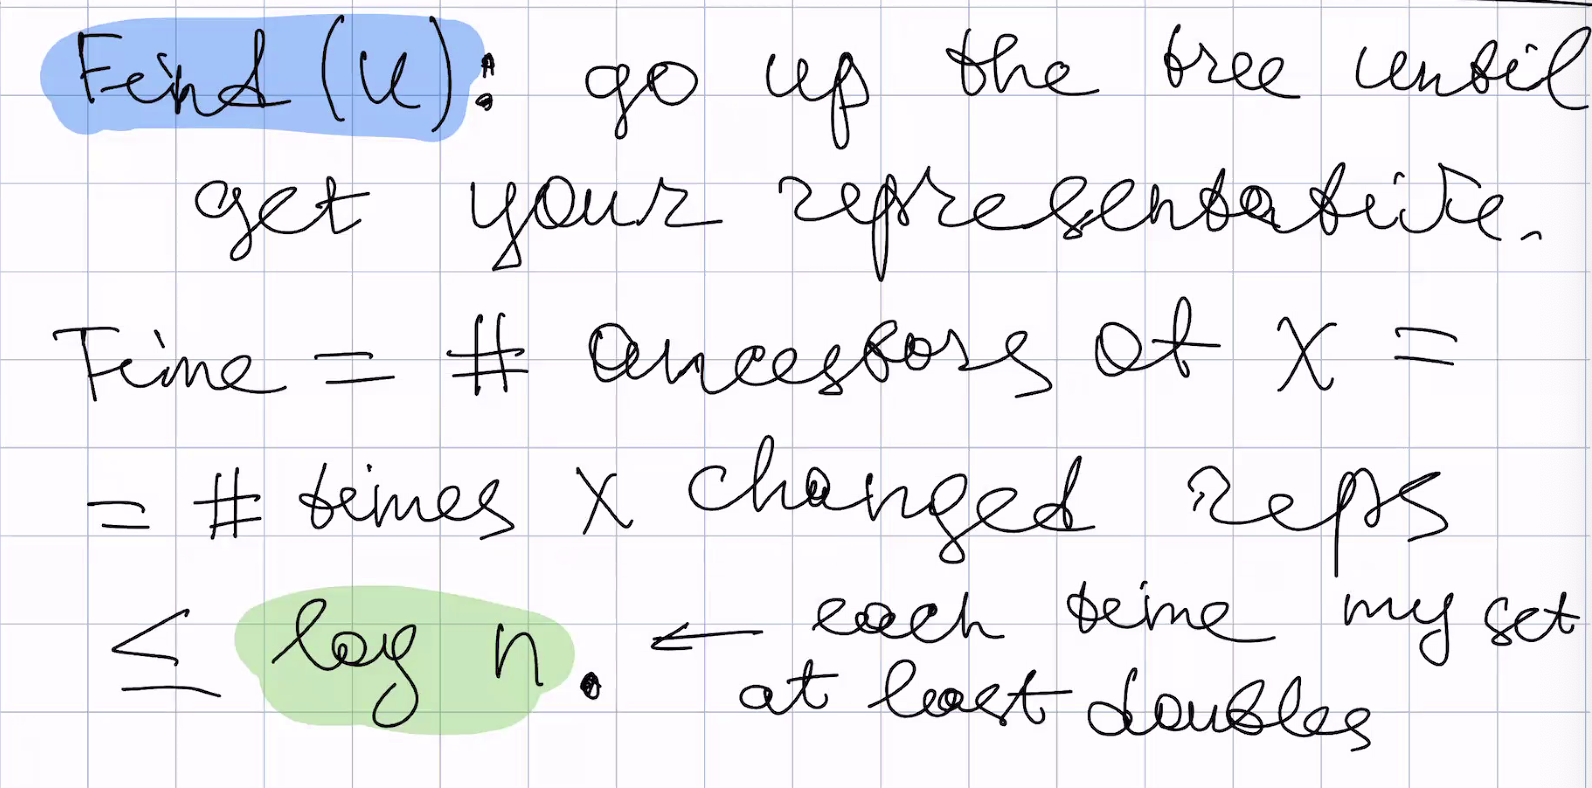 Find (u): go up the tree until
get your representative.
Time = # ancestors of x =
= # times x changed reps
≤ log n. ← each time my set
at least doubles